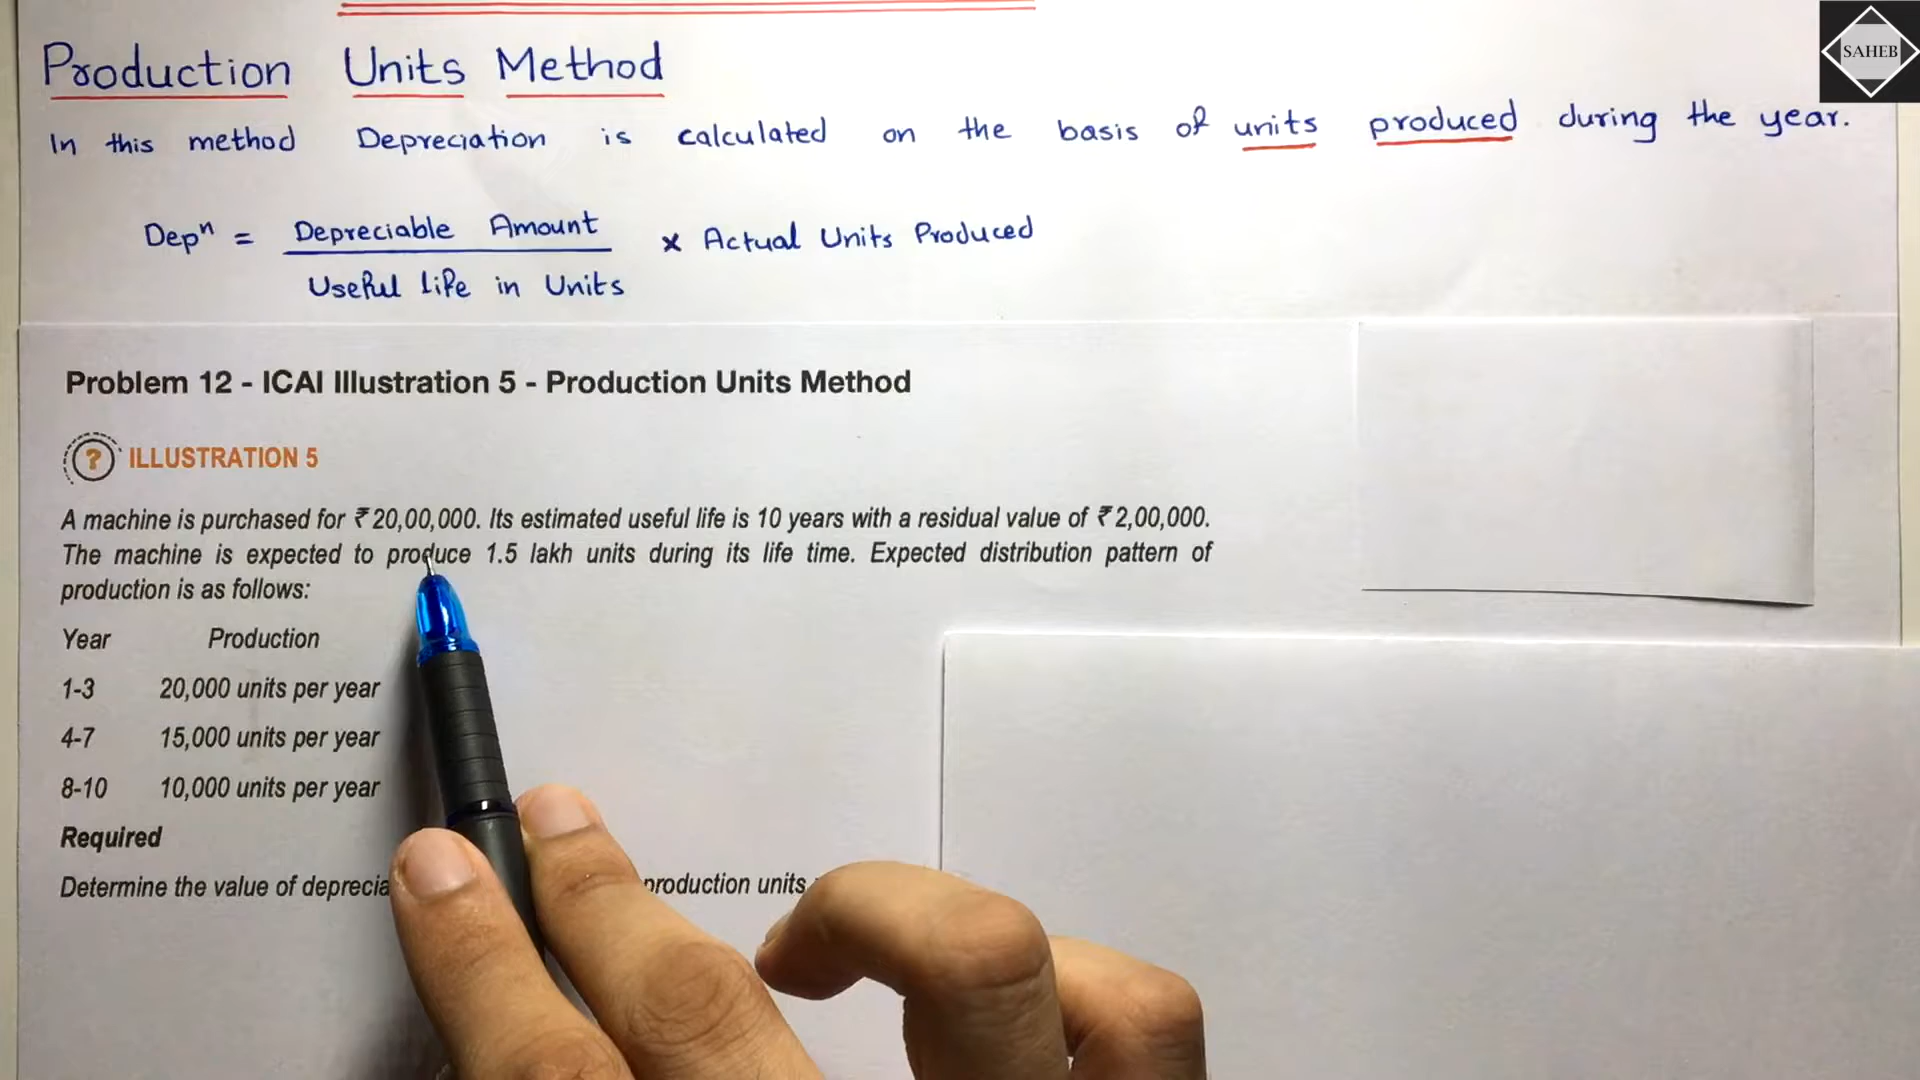 SAHEB
Production Units Method
In this method Depreciation is calculated on the basis of units produced during the year.
Depn = Depreciable Amount × Actual Units Produced
Useful life in Units
Problem 12 - ICAI Illustration 5 - Production Units Method
? ILLUSTRATION 5
A machine is purchased for ₹ 20,00,000. Its estimated useful life is 10 years with a residual value of ₹ 2,00,000.
The machine is expected to produce 1.5 lakh units during its life time. Expected distribution pattern of
production is as follows:
Year Production
1-3 20,000 units per year
4-7 15,000 units per year
8-10 10,000 units per year
Required
Determine the value of production units